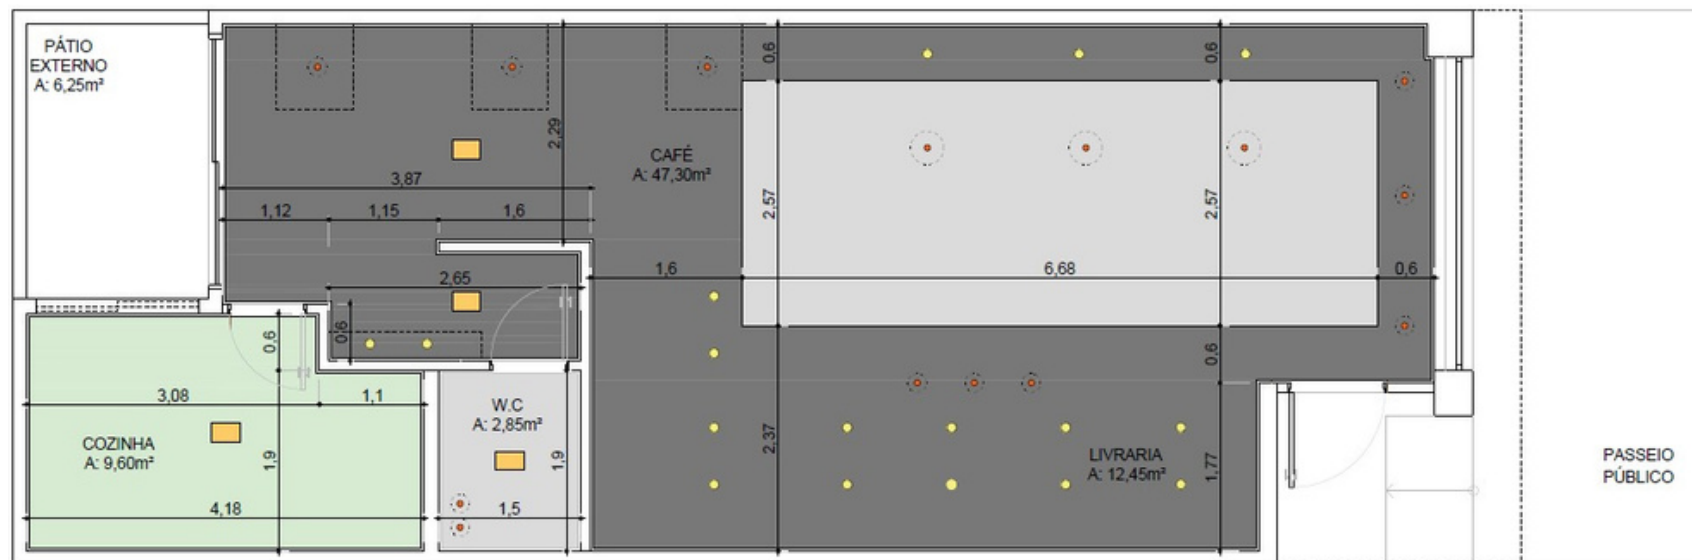 PÁTIO
EXTERNO
A: 6,25m²
0,6
0,6
2,29
CAFÉ
A: 47,30m²
3,87
1,12
1,15
1,6
2,57
2,57
2,65
1,6
6,68
0,6
0,6
0,6
0,6
3,08
1,1
COZINHA
A: 9,60m²
1,9
4,18
W.C
A: 2,85m²
1,9
1,5
2,37
LIVRARIA
A: 12,45m²
1,77
PASSEIO
PÚBLICO